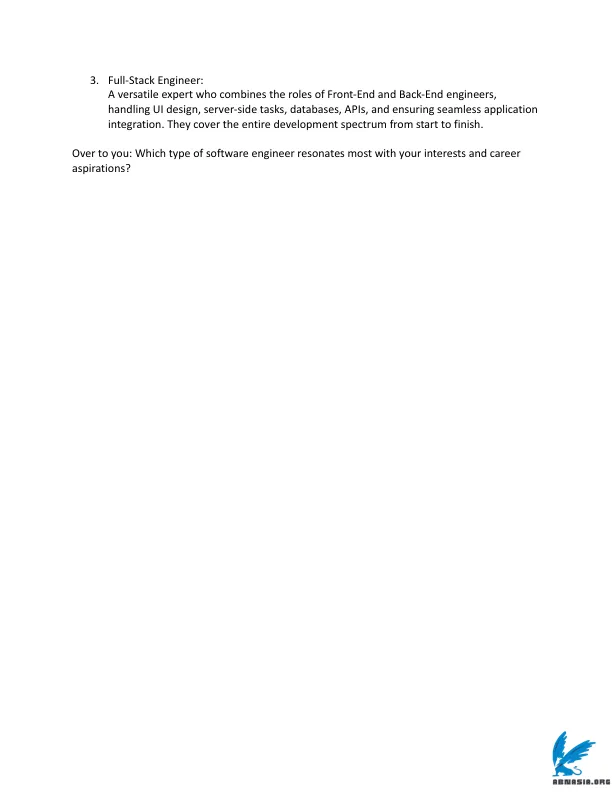 3. Full-Stack Engineer:
A versatile expert who combines the roles of Front-End and Back-End engineers,
handling UI design, server-side tasks, databases, APIs, and ensuring seamless application
integration. They cover the entire development spectrum from start to finish.
Over to you: Which type of software engineer resonates most with your interests and career
aspirations?
ABNASIA.ORG